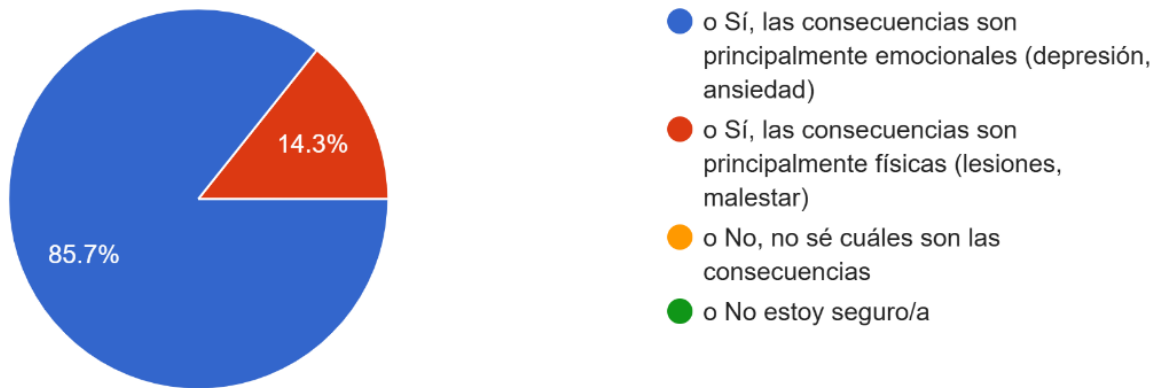 o Sí, las consecuencias son
principalmente emocionales (depresión,
ansiedad)
o Sí, las consecuencias son
principalmente físicas (lesiones,
malestar)
o No, no sé cuáles son las
consecuencias
o No estoy seguro/a
14.3%
85.7%